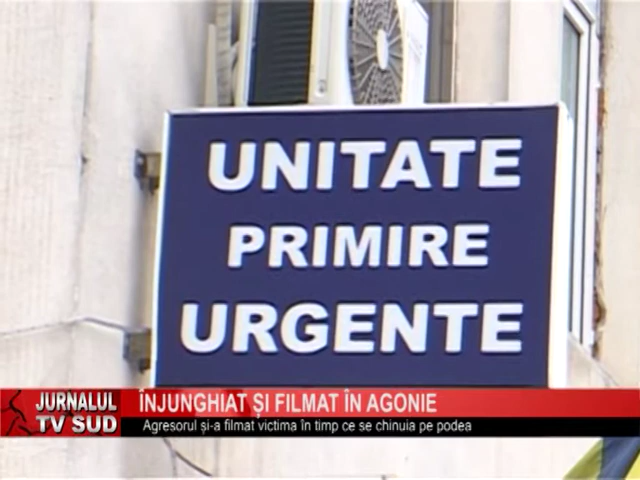 UNITATE
PRIMIRE
URGENTE
JURNALUL
TV SUD
ÎNJUNGHIAT ȘI FILMAT ÎN AGONIE
Agresorul și-a filmat victima în timp ce se chinuia pe podea